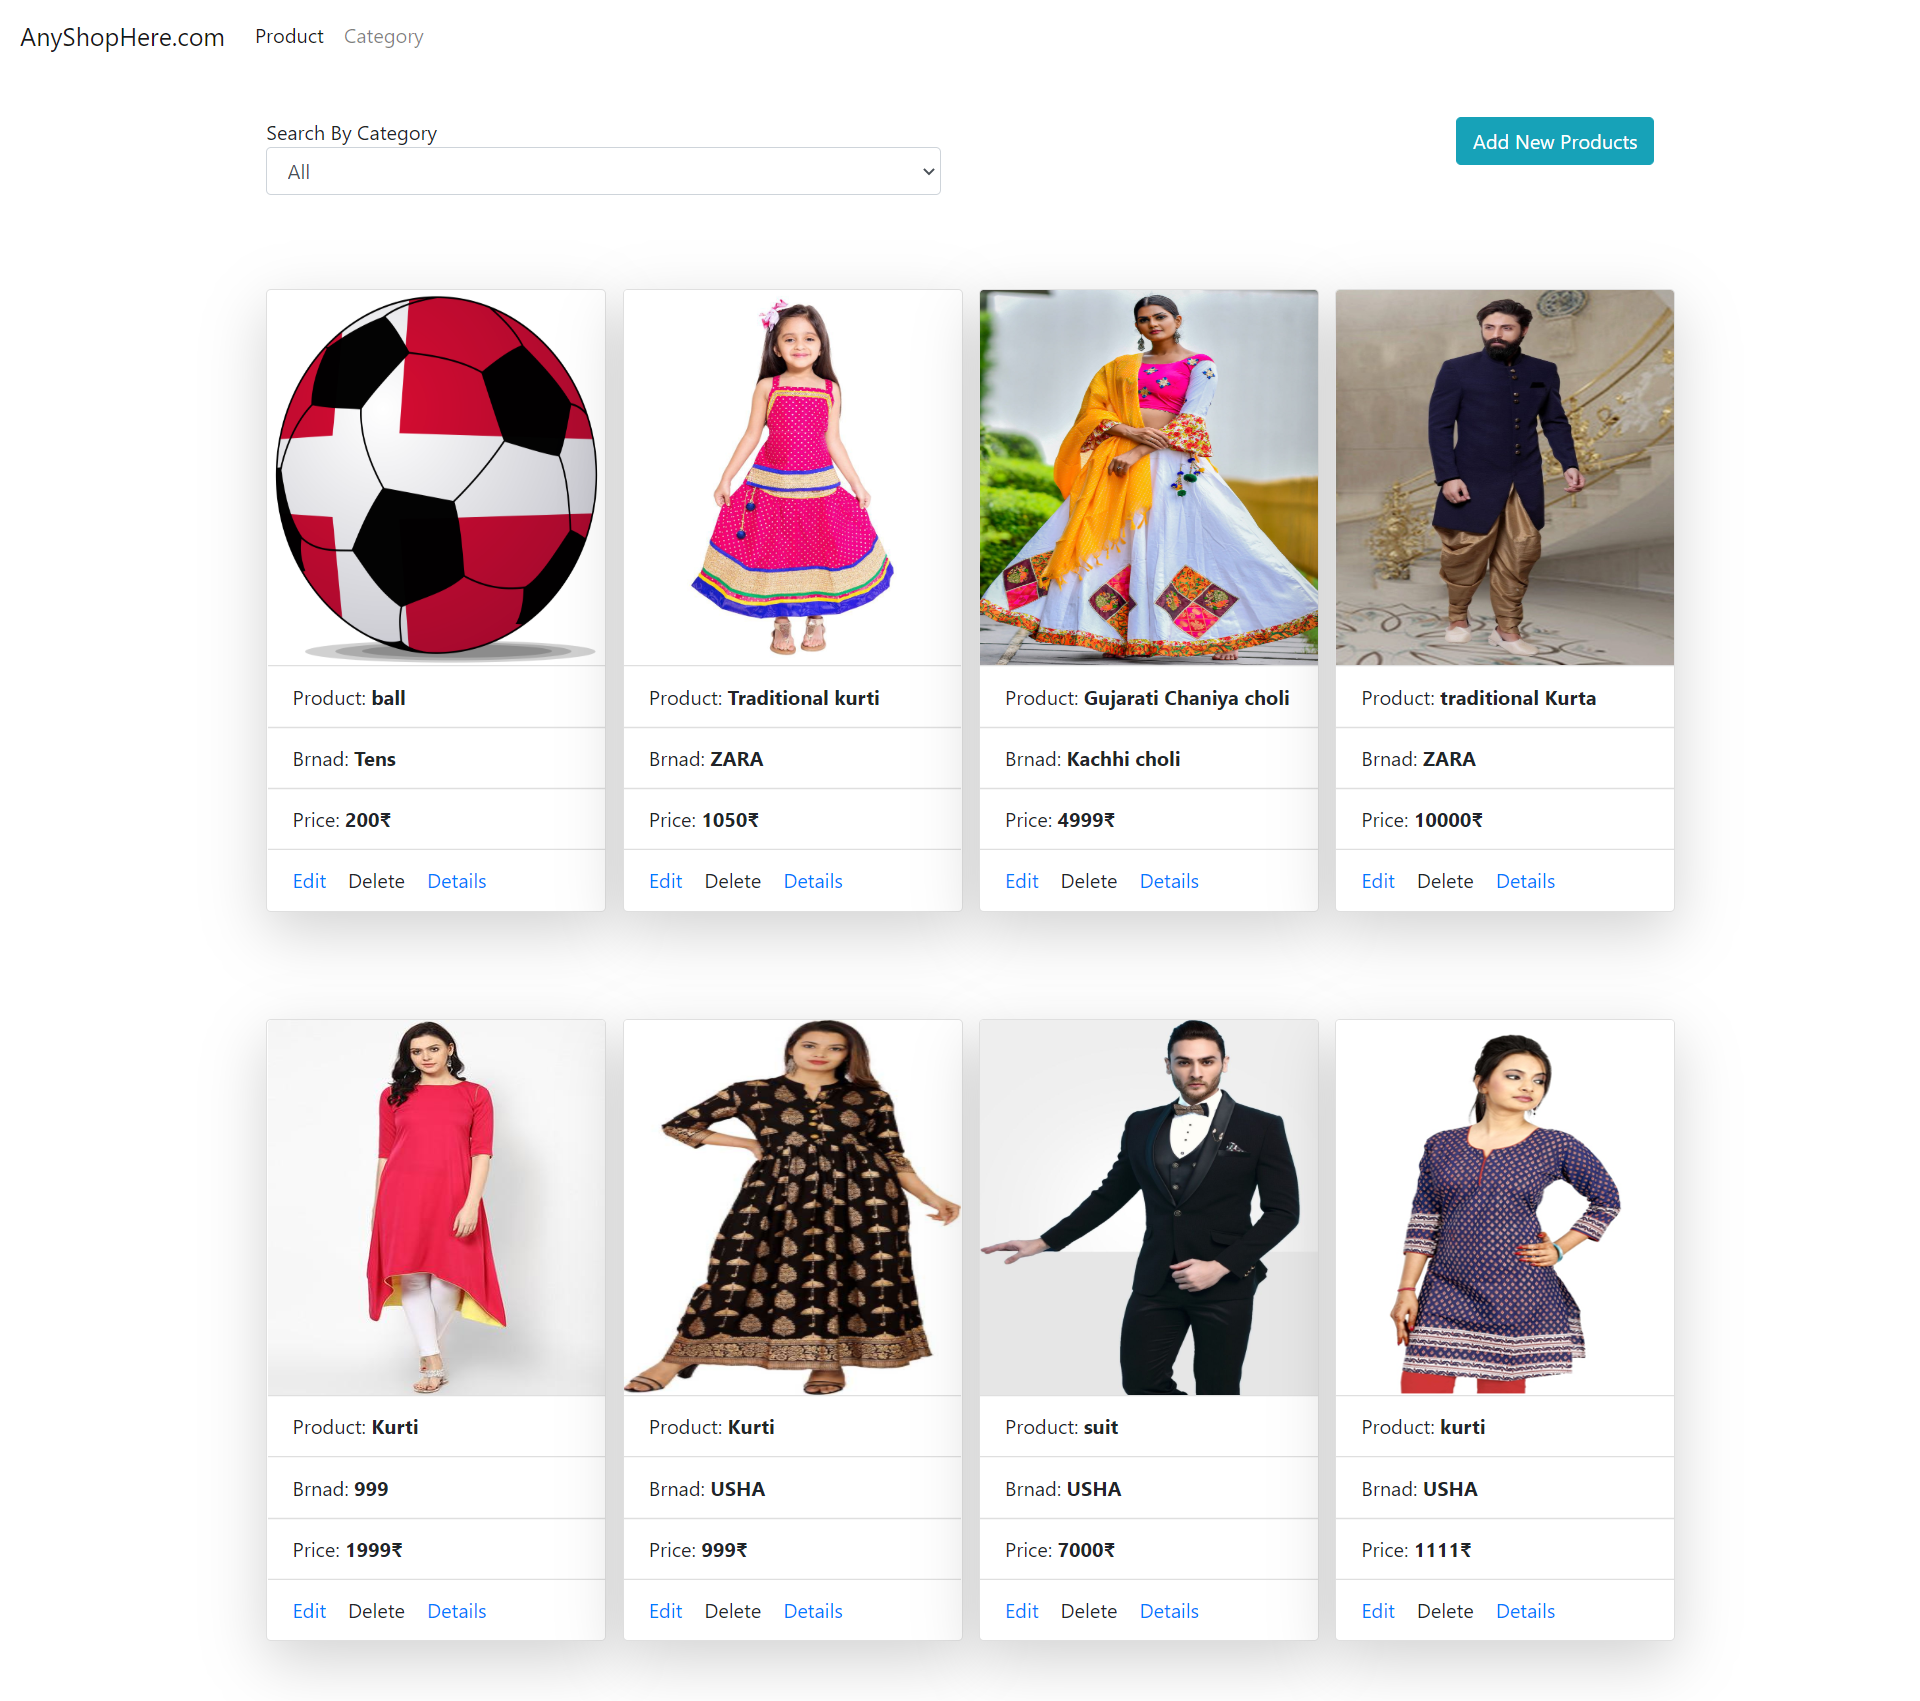 AnyShopHere.com Product Category
Search By Category
Add New Products
All
Product: ball
Brnad: Tens
Price: 200₹
Edit Delete Details
Product: Traditional kurti
Brnad: ZARA
Price: 1050₹
Edit Delete Details
Product: Gujarati Chaniya choli
Brnad: Kachhi choli
Price: 4999₹
Edit Delete Details
Product: traditional Kurta
Brnad: ZARA
Price: 10000₹
Edit Delete Details
Product: Kurti
Brnad: 999
Price: 1999₹
Edit Delete Details
Product: Kurti
Brnad: USHA
Price: 999₹
Edit Delete Details
Product: suit
Brnad: USHA
Price: 7000₹
Edit Delete Details
Product: kurti
Brnad: USHA
Price: 1111₹
Edit Delete Details